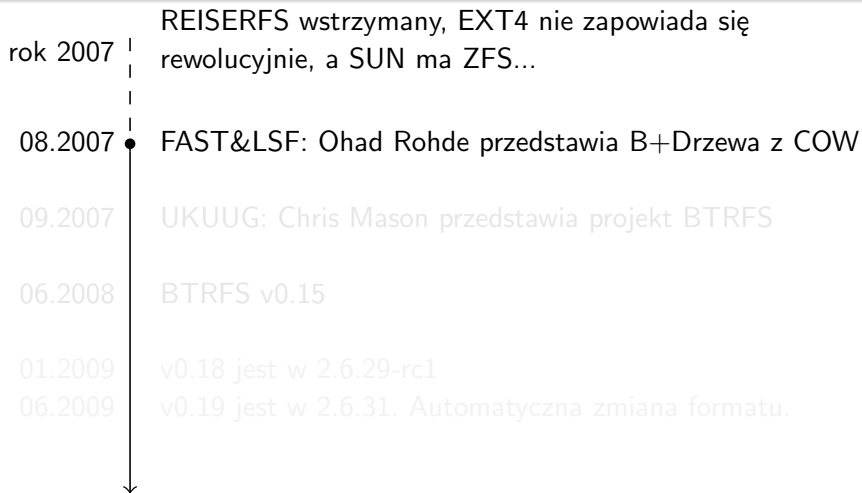 rok 2007 REISERFS wstrzymany, EXT4 nie zapowiada się
rewolucyjnie, a SUN ma ZFS...
08.2007 FAST&LSF: Ohad Rohde przedstawia B+Drzewa z COW
09.2007 UKUUG: Chris Mason przedstawia projekt BTRFS
06.2008 BTRFS v0.15
01.2009 v0.18 jest w 2.6.29-rc1
06.2009 v0.19 jest w 2.6.31. Automatyczna zmiana formatu.